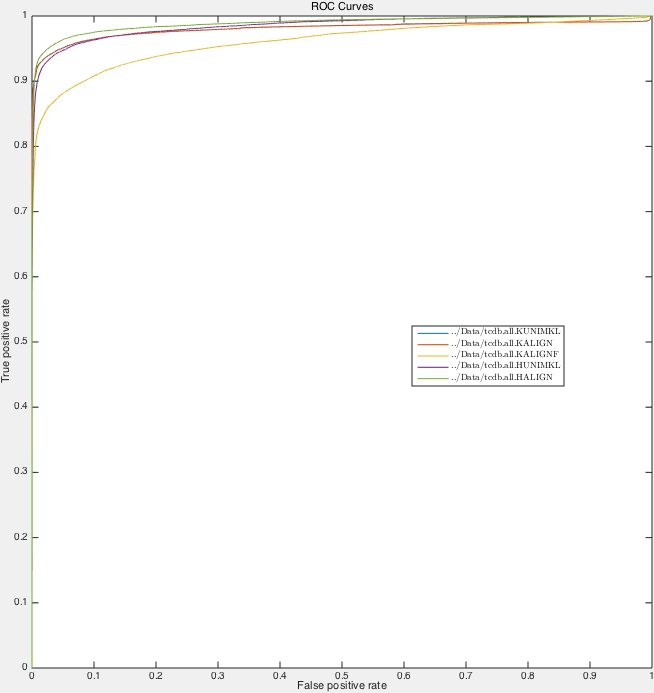 ROC Curves
1
0.9
0.8
0.7
0.6
0.5
0.4
0.3
0.2
0.1
0
True positive rate
../Data/tcdb.all.KUNIMKL
../Data/tcdb.all.KALIGN
../Data/tcdb.all.KALIGNF
../Data/tcdb.all.HUNIMKL
../Data/tcdb.all.HALIGN
0 0.1 0.2 0.3 0.4 0.5 0.6 0.7 0.8 0.9 1
False positive rate